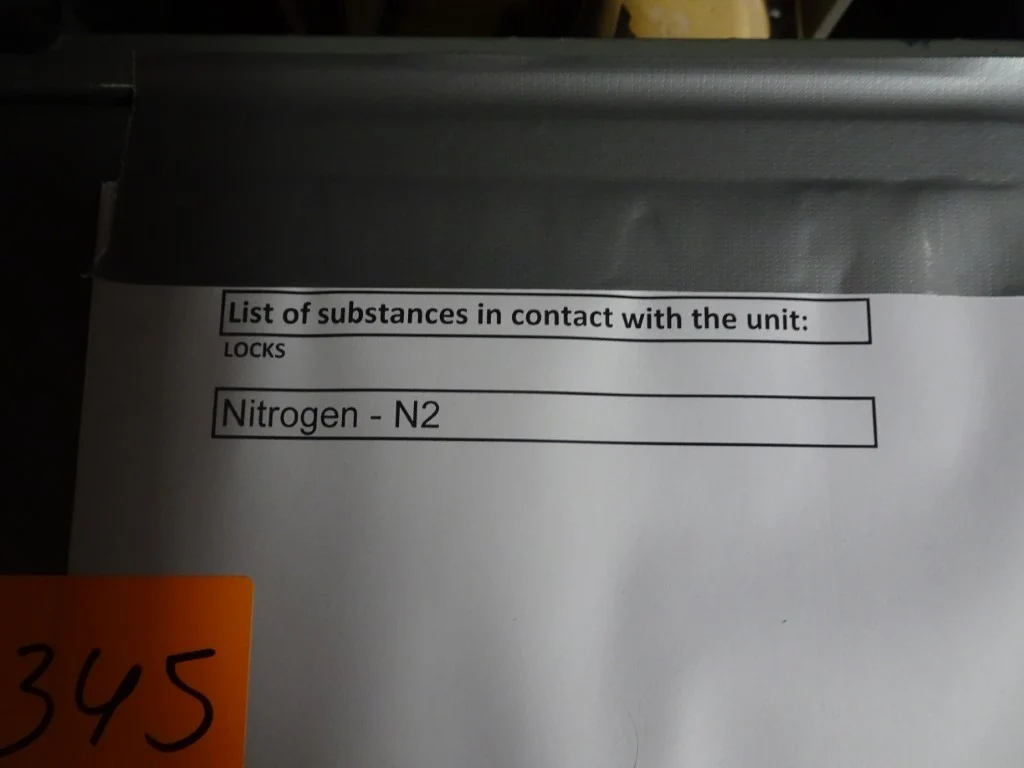 List of substances in contact with the unit:
LOCKS
Nitrogen - N2
345